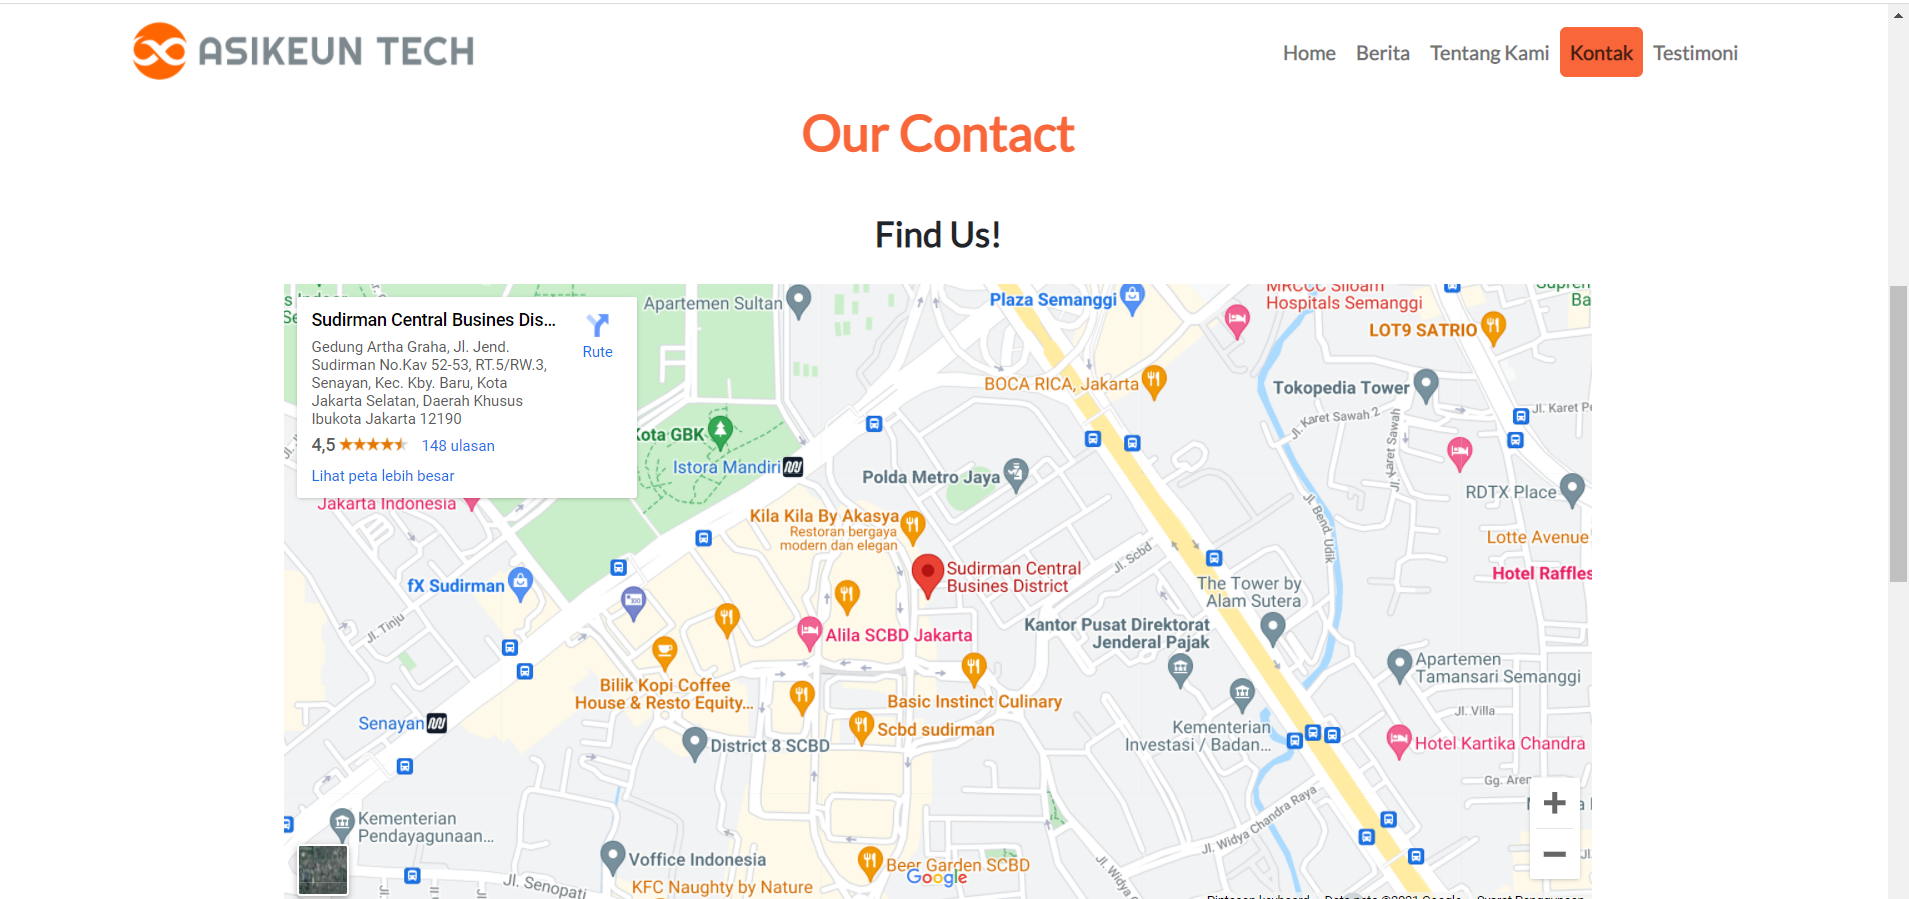 ASIKEUN TECH
Home Berita Tentang Kami Kontak Testimoni
Our Contact
Find Us!
Sudirman Central Busines Dis...
Rute
Gedung Artha Graha, Jl. Jend.
Sudirman No.Kav 52-53, RT.5/RW.3,
Senayan, Kec. Kby. Baru, Kota
Jakarta Selatan, Daerah Khusus
Ibukota Jakarta 12190
4,5 148 ulasan
Lihat peta lebih besar
Jakarta Indonesia
Apartemen Sultan
Plaza Semanggi
MRCCC Siloam
Hospitals Semanggi
LOT9 SATRIO
BOCA RICA, Jakarta
Tokopedia Tower
Jl. Karet Sawah 2
Jl. Karet Sawah
Kota GBK
Istora Mandiri
Polda Metro Jaya
RDTX Place
Kila Kila By Akasya
Restoran bergaya
modern dan elegan
Jl. Bend. Udik
Lotte Avenue
Hotel Raffles
Sudirman Central
Busines District
Jl. Scbd
fX Sudirman
The Tower by
Alam Sutera
Jl. Tinju
Alila SCBD Jakarta
Kantor Pusat Direktorat
Jenderal Pajak
Apartemen
Tamansari Semanggi
Bilik Kopi Coffee
House & Resto Equity...
Basic Instinct Culinary
Jl. Villa
Senayan
Scbd sudirman
District 8 SCBD
Kementerian
Investasi / Badan...
Hotel Kartika Chandra
Kementerian
Pendayagunaan...
Jl. Widya Chandra Raya
Voffice Indonesia
Beer Garden SCBD
Google
KFC Naughty by Nature
Jl. Senopati